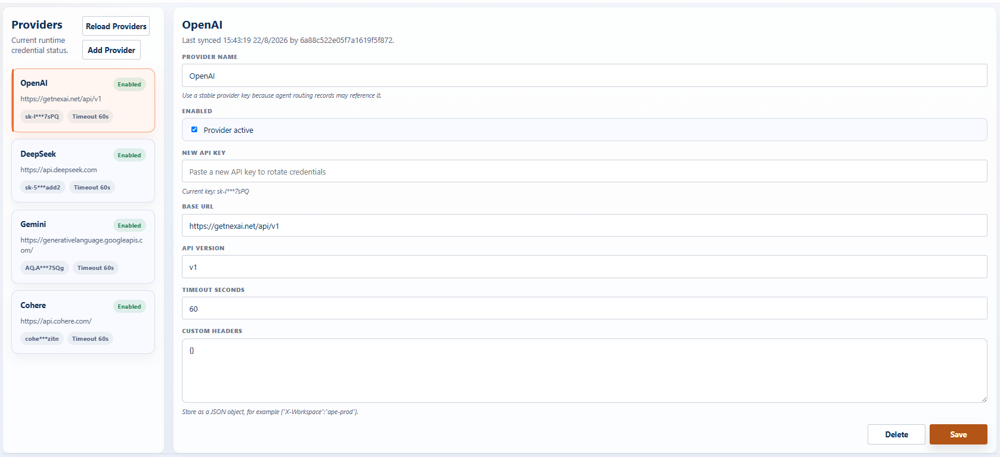 Providers
Current runtime
credential status.
Reload Providers
Add Provider
OpenAI
Enabled
https://getnexai.net/api/v1
sk-l***7sPQ
Timeout 60s
DeepSeek
Enabled
https://api.deepseek.com
sk-5***add2
Timeout 60s
Gemini
Enabled
https://generativelanguage.googleapis.c
om/
AQ.A***7SQg
Timeout 60s
Cohere
Enabled
https://api.cohere.com/
cohe***zitn
Timeout 60s
OpenAI
Last synced 15:43:19 22/8/2026 by 6a88c522e05f7a1619f5f872.
PROVIDER NAME
OpenAI
Use a stable provider key because agent routing records may reference it.
ENABLED
Provider active
NEW API KEY
Paste a new API key to rotate credentials
Current key: sk-l***7sPQ
BASE URL
https://getnexai.net/api/v1
API VERSION
v1
TIMEOUT SECONDS
60
CUSTOM HEADERS
{}
Store as a JSON object, for example {"X-Workspace":"ape-prod"}.
Delete
Save